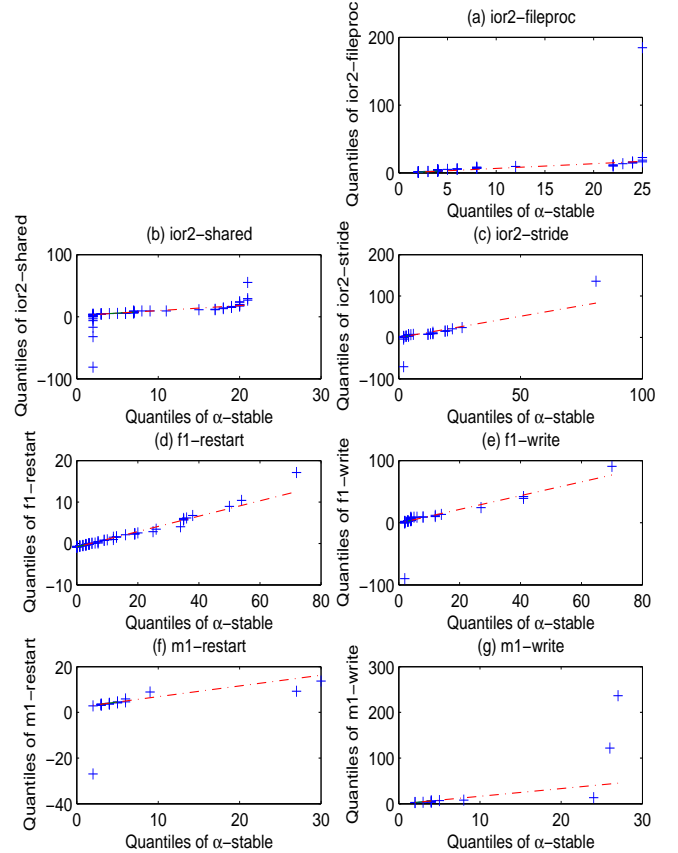 (a) ior2−fileproc
Quantiles of ior2−fileproc
200
100
0
0 5 10 15 20 25
Quantiles of α−stable
(b) ior2−shared
Quantiles of ior2−shared
100
0
−100
0 10 20 30
Quantiles of α−stable
(c) ior2−stride
Quantiles of ior2−stride
200
100
0
−100
0 50 100
Quantiles of α−stable
(d) f1−restart
Quantiles of f1−restart
20
10
0
−10
0 20 40 60 80
Quantiles of α−stable
(e) f1−write
Quantiles of f1−write
100
0
−100
0 20 40 60 80
Quantiles of α−stable
(f) m1−restart
Quantiles of m1−restart
20
0
−20
−40
0 10 20 30
Quantiles of α−stable
(g) m1−write
Quantiles of m1−write
300
200
100
0
0 10 20 30
Quantiles of α−stable